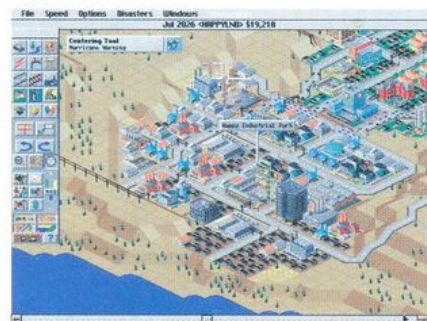 File Speed Options Disasters Windows
Jul 2026 <HAPPYLND> $19,218
Centering Tool
Hurricane Warning
Happy Industrial Park
?